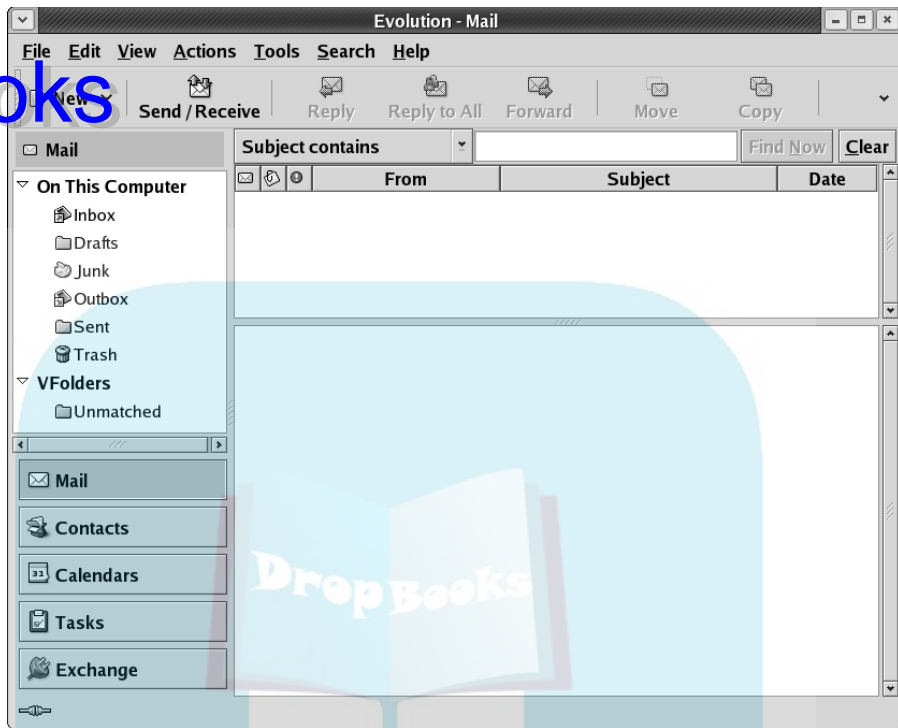 Evolution - Mail
File Edit View Actions Tools Search Help
oks
New Send / Receive Reply Reply to All Forward Move Copy
Mail
Subject contains Find Now Clear
On This Computer
From Subject Date
Inbox
Drafts
Junk
Outbox
Sent
Trash
VFolders
Unmatched
Mail
Contacts
31 Calendars
Tasks
Exchange
DropBooks